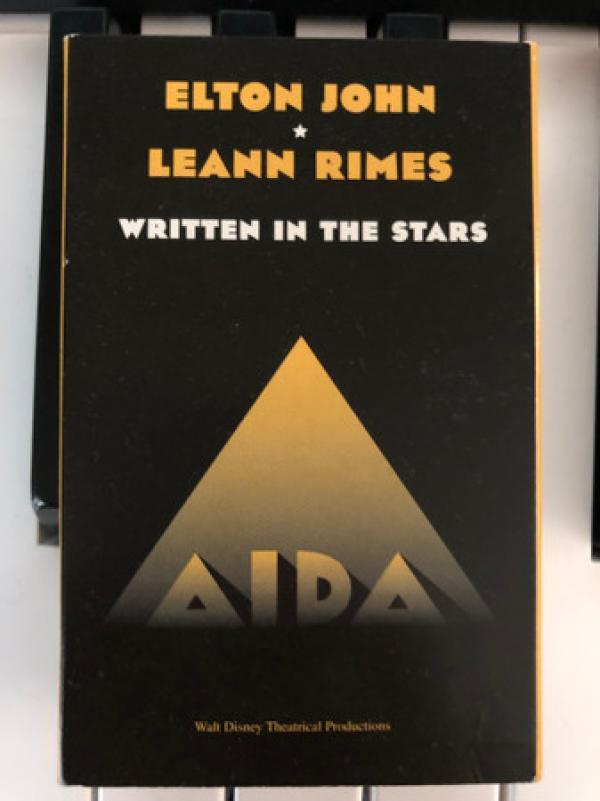 ELTON JOHN
★
LEANN RIMES
WRITTEN IN THE STARS
AIDA
Walt Disney Theatrical Productions